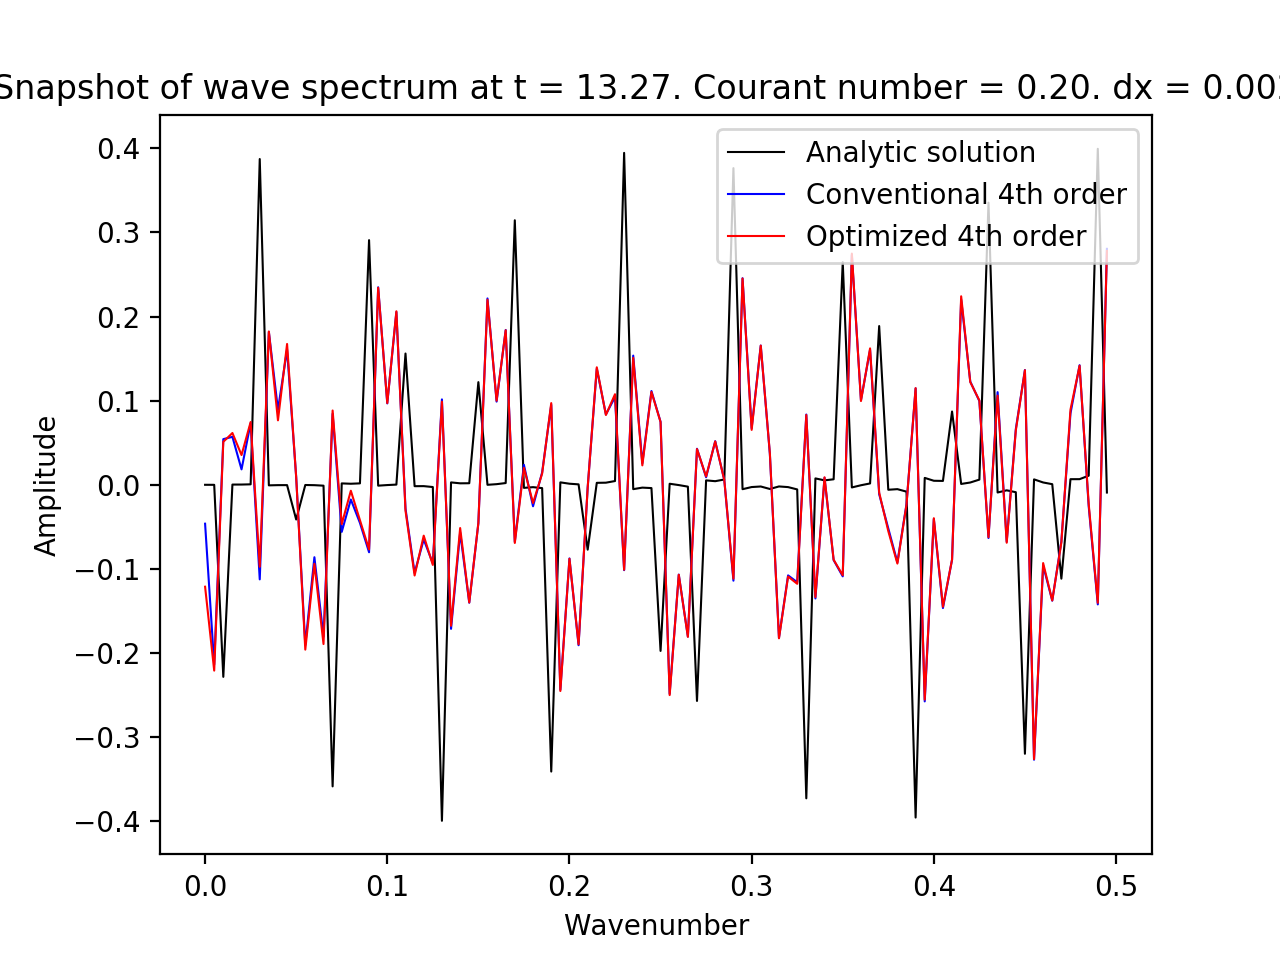 Snapshot of wave spectrum at t = 13.27. Courant number = 0.20. dx = 0.00
Analytic solution
Conventional 4th order
Optimized 4th order
Amplitude
0.4
0.3
0.2
0.1
0.0
−0.1
−0.2
−0.3
−0.4
0.0 0.1 0.2 0.3 0.4 0.5
Wavenumber